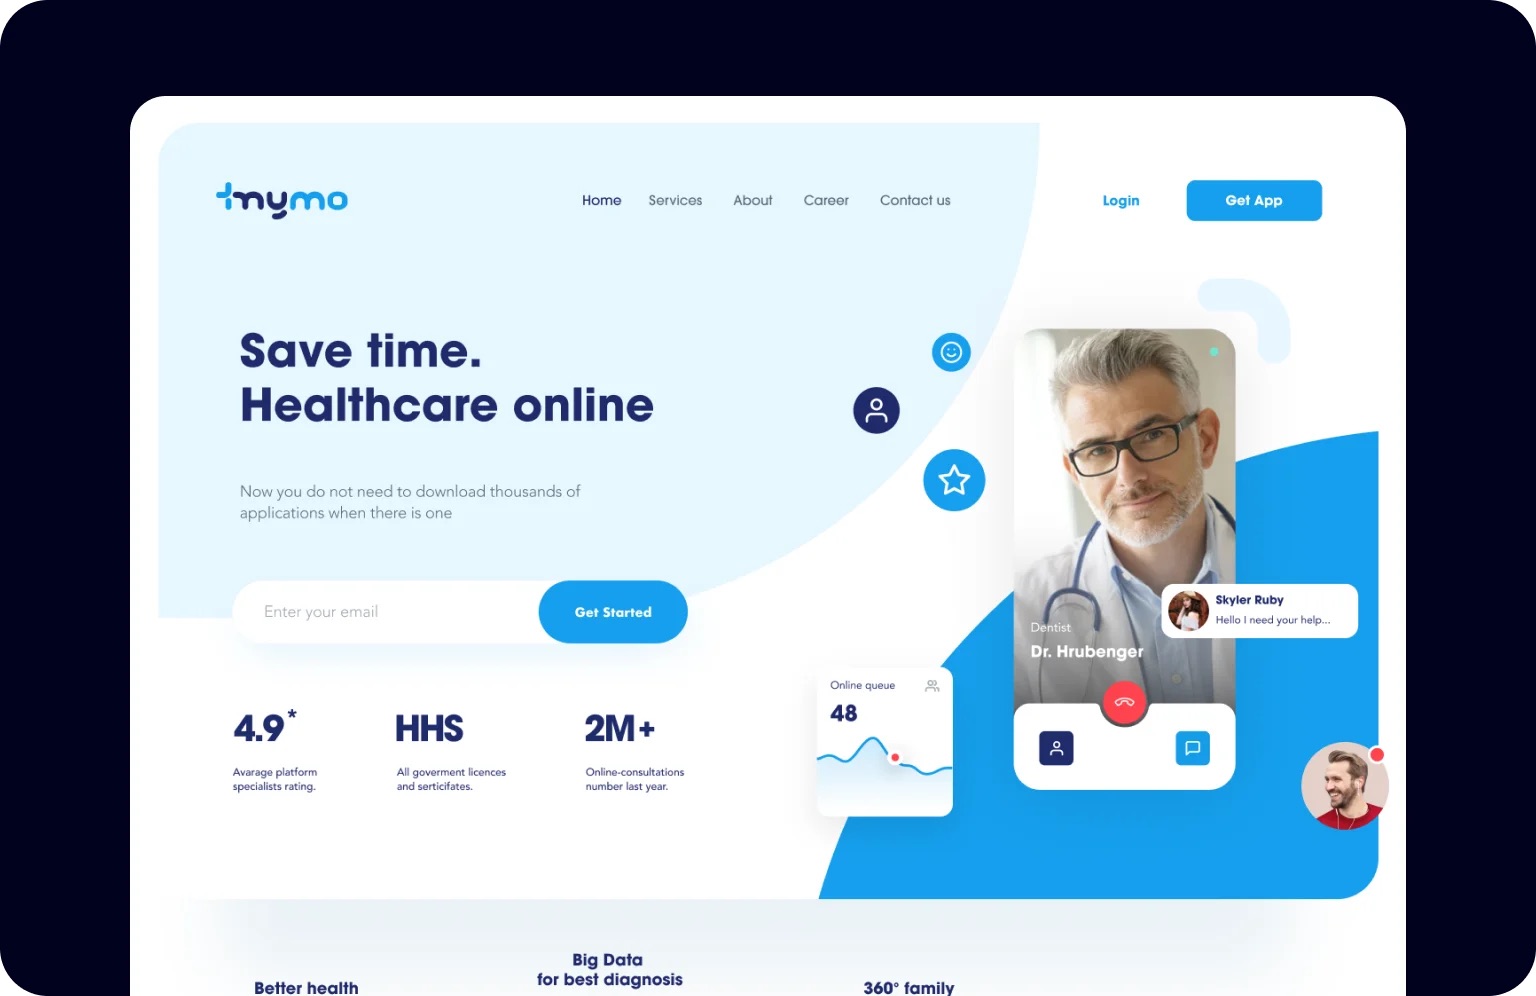 mymo
Home Services About Career Contact us
Login
Get App
Save time.
Healthcare online
Now you do not need to download thousands of
applications when there is one
Enter your email
Get Started
4.9*
Avarage platform
specialists rating.
HHS
All goverment licences
and serticifates.
2M+
Online-consultations
number last year.
Online queue
48
Dentist
Dr. Hrubenger
Skyler Ruby
Hello I need your help...
Better health
Big Data
for best diagnosis
360° family